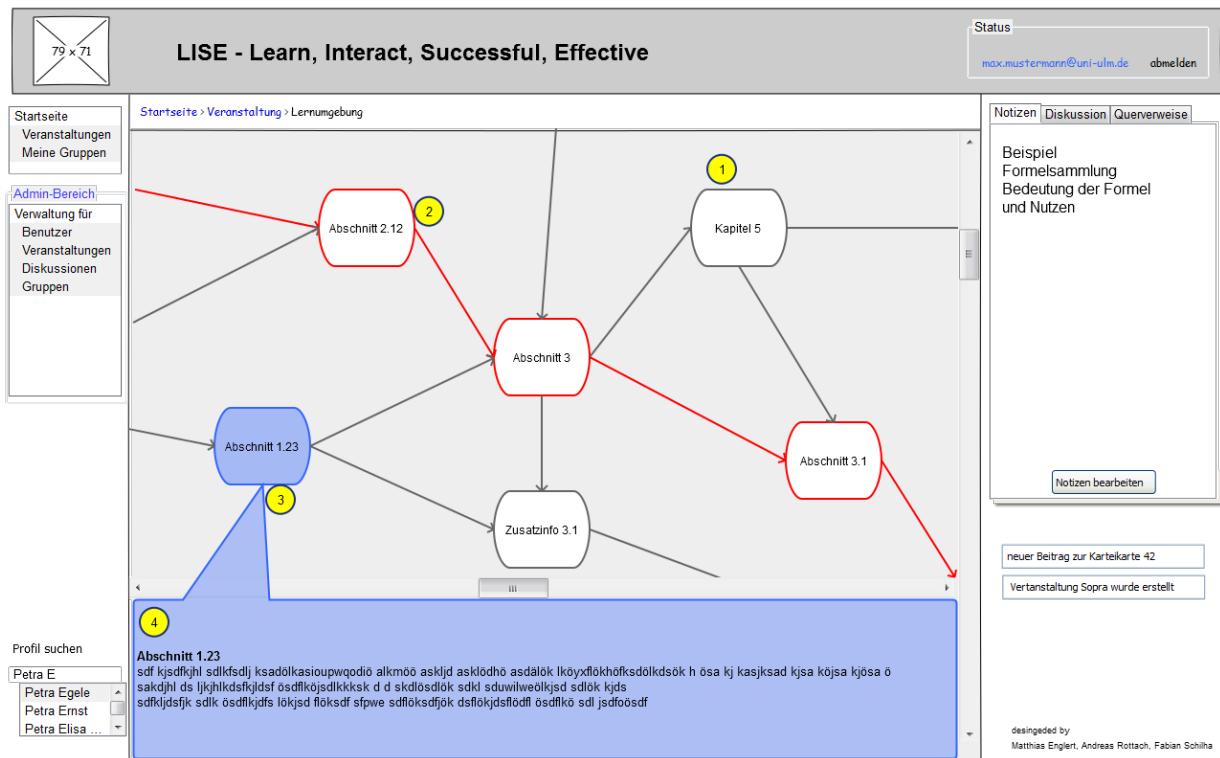 79 x 71
LISE - Learn, Interact, Successful, Effective
Status
max.mustermann@uni-ulm.de abmelden
Startseite
Veranstaltungen
Meine Gruppen
Admin-Bereich
Verwaltung für
Benutzer
Veranstaltungen
Diskussionen
Gruppen
Profil suchen
Petra E
Petra Egele
Petra Ernst
Petra Elisa ...
Startseite > Veranstaltung > Lernumgebung
1
2
Abschnitt 2.12
Kapitel 5
Abschnitt 3
Abschnitt 1.23
Abschnitt 3.1
3
Zusatzinfo 3.1
4
Abschnitt 1.23
sdf kjsdfkjhl sdlkfsdlj ksadölkasioupwqodiö alkmöö askljd asklödhö asdälök lköyxflökhöfksdölkdsök h ösa kj kasjksad kjsa köjsa kjösa ö
sakdjhl ds ljkjhlkdsfkjldsf ösdflköjsdlkkksk d d skdlösdlök sdkl sduwilweölkjsd sdlök kjds
sdfkljdsfjk sdlk ösdflkjdfs lökjsd flöksdf sfpwe sdflöksdfjök dsflökjdsflödfl ösdflkö sdl jsdfoösdf
Notizen Diskussion Querverweise
Beispiel
Formelsammlung
Bedeutung der Formel
und Nutzen
Notizen bearbeiten
neuer Beitrag zur Karteikarte 42
Vertanstaltung Sopra wurde erstellt
desingeded by
Matthias Englert, Andreas Rottach, Fabian Schilha